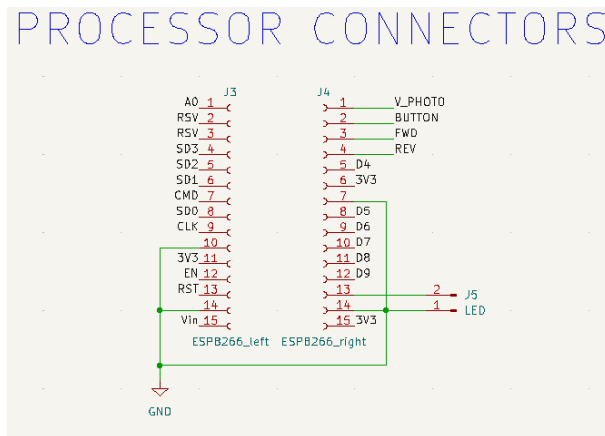 PROCESSOR CONNECTORS
J3
A0 1
RSV 2
RSV 3
SD3 4
SD2 5
SD1 6
CMD 7
SD0 8
CLK 9
10
3V3 11
EN 12
RST 13
14
Vin 15
ESP8266_left
J4
1 V_PHOTO
2 BUTTON
3 FWD
4 REV
5 D4
6 3V3
7
8 D5
9 D6
10 D7
11 D8
12 D9
13
14
15 3V3
ESP8266_right
2 J5
1 LED
GND